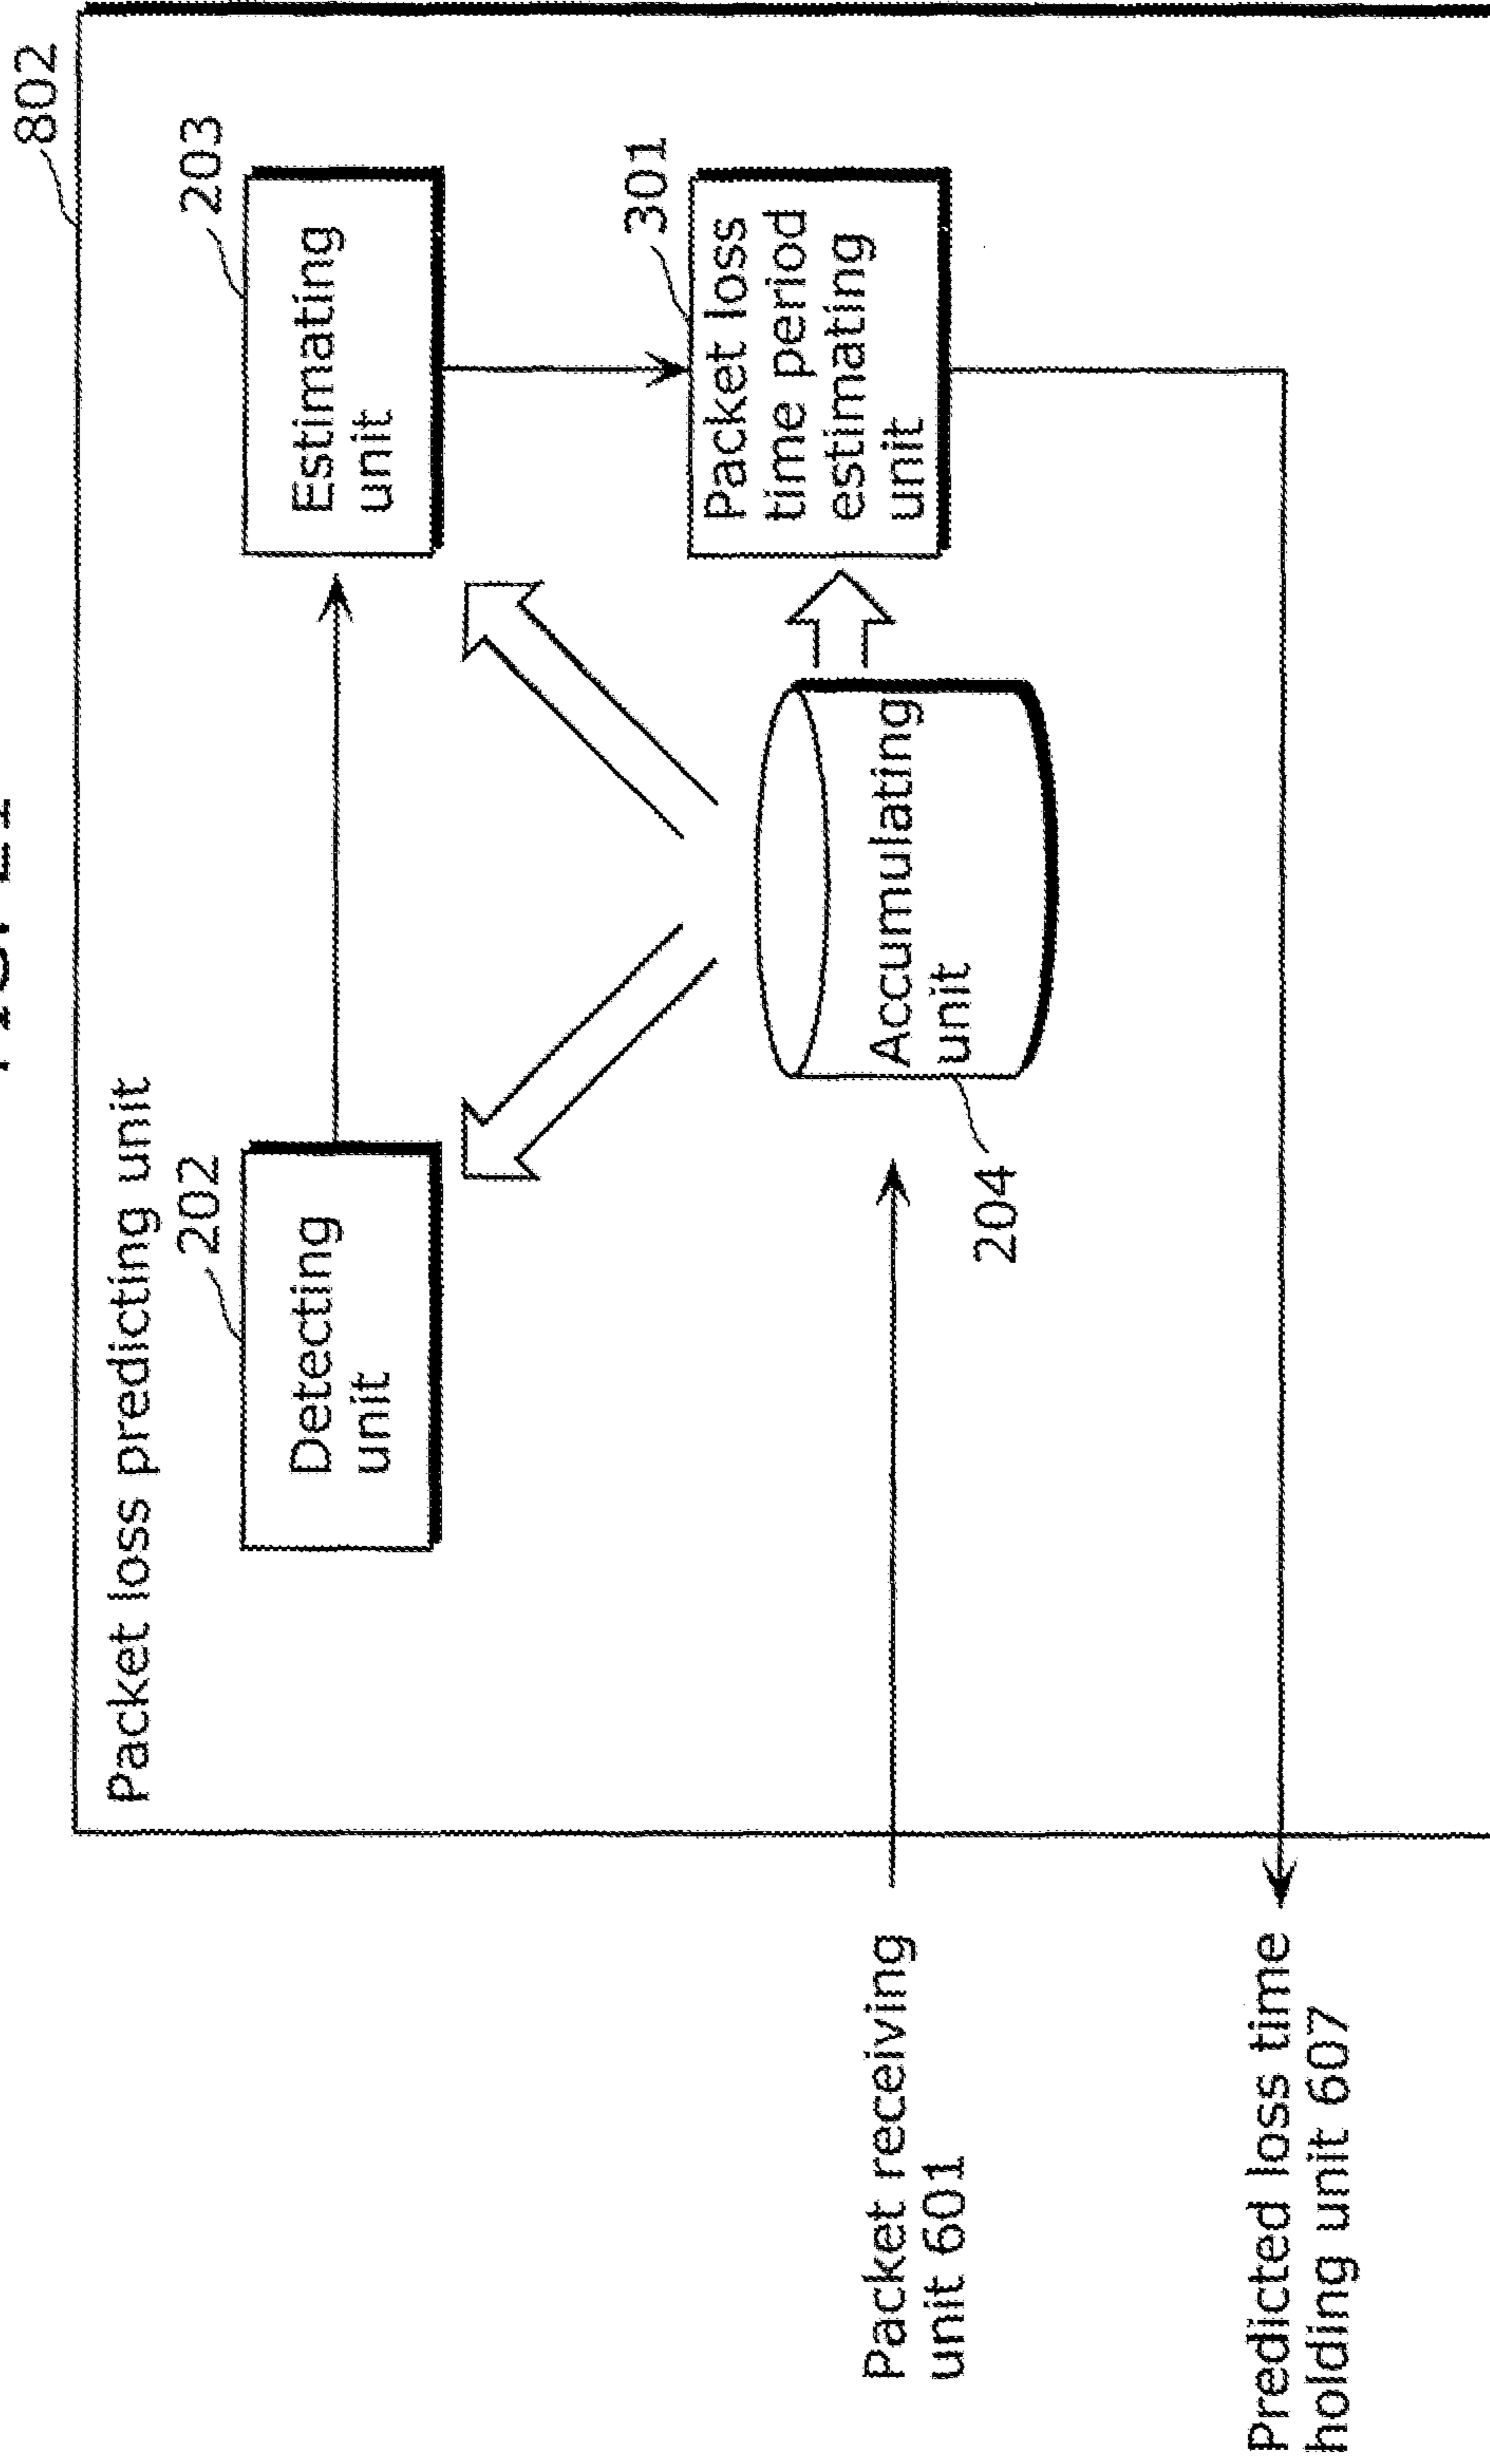 802
Packet loss predicting unit
202
203
Detecting
unit
Estimating
unit
301
Packet loss
time period
estimating
unit
Accumulating
unit
204
Packet receiving
unit 601
Predicted loss time
holding unit 607